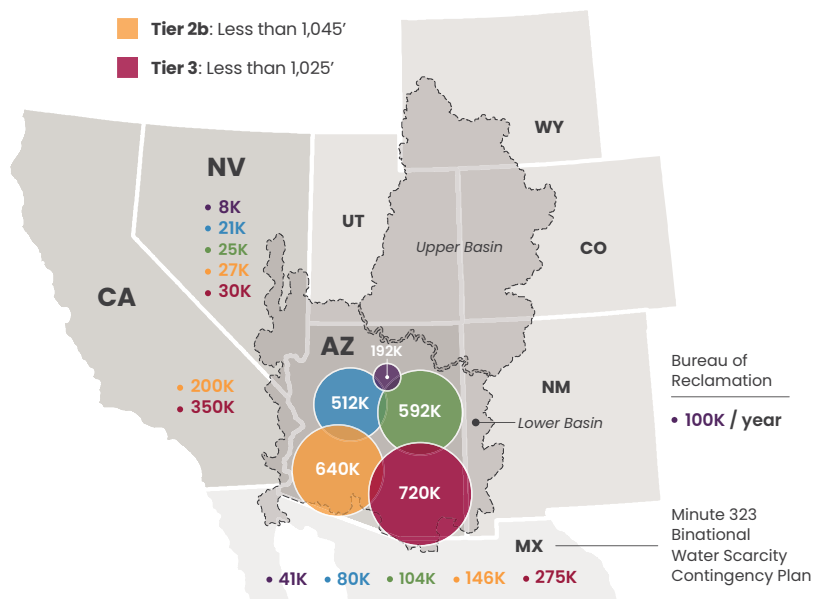 Tier 2b: Less than 1,045’
Tier 3: Less than 1,025’
WY
NV
8K
21K
25K
27K
30K
UT
Upper Basin
CO
CA
AZ
192K
512K
592K
640K
720K
200K
350K
NM
Lower Basin
Bureau of
Reclamation
100K / year
Minute 323
Binational
Water Scarcity
Contingency Plan
MX
41K
80K
104K
146K
275K